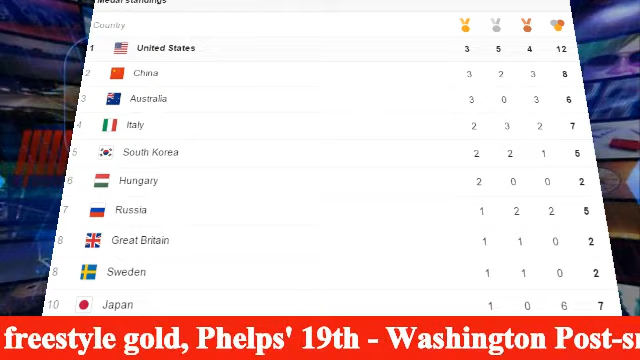 Medal standings
Country
1 United States 3 5 4 12
2 China 3 2 3 8
3 Australia 3 0 3 6
4 Italy 2 3 2 7
5 South Korea 2 2 1 5
6 Hungary 2 0 0 2
7 Russia 1 2 2 5
8 Great Britain 1 1 0 2
8 Sweden 1 1 0 2
10 Japan 1 0 6 7
freestyle gold, Phelps' 19th - Washington Post-s